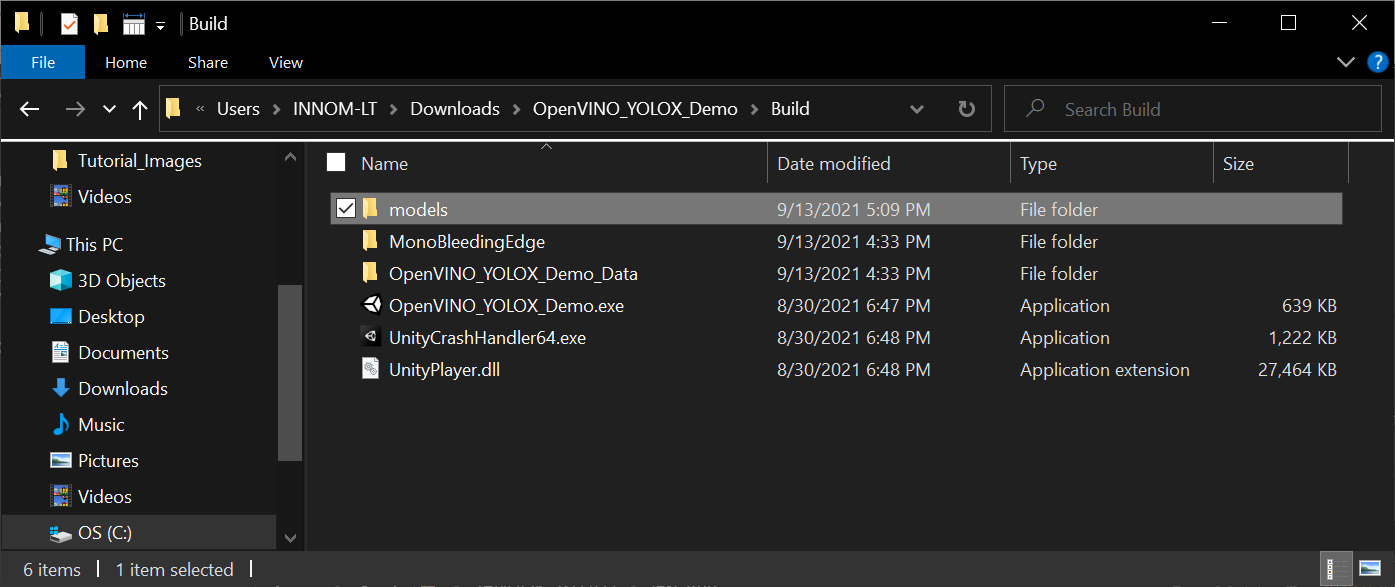 Build
File Home Share View ?
« Users > INNOM-LT > Downloads > OpenVINO_YOLOX_Demo > Build Search Build
Tutorial_Images
Videos
This PC
3D Objects
Desktop
Documents
Downloads
Music
Pictures
Videos
OS (C:)
Name Date modified Type Size
models 9/13/2021 5:09 PM File folder
MonoBleedingEdge 9/13/2021 4:33 PM File folder
OpenVINO_YOLOX_Demo_Data 9/13/2021 4:33 PM File folder
OpenVINO_YOLOX_Demo.exe 8/30/2021 6:47 PM Application 639 KB
UnityCrashHandler64.exe 8/30/2021 6:48 PM Application 1,222 KB
UnityPlayer.dll 8/30/2021 6:48 PM Application extension 27,464 KB
6 items 1 item selected